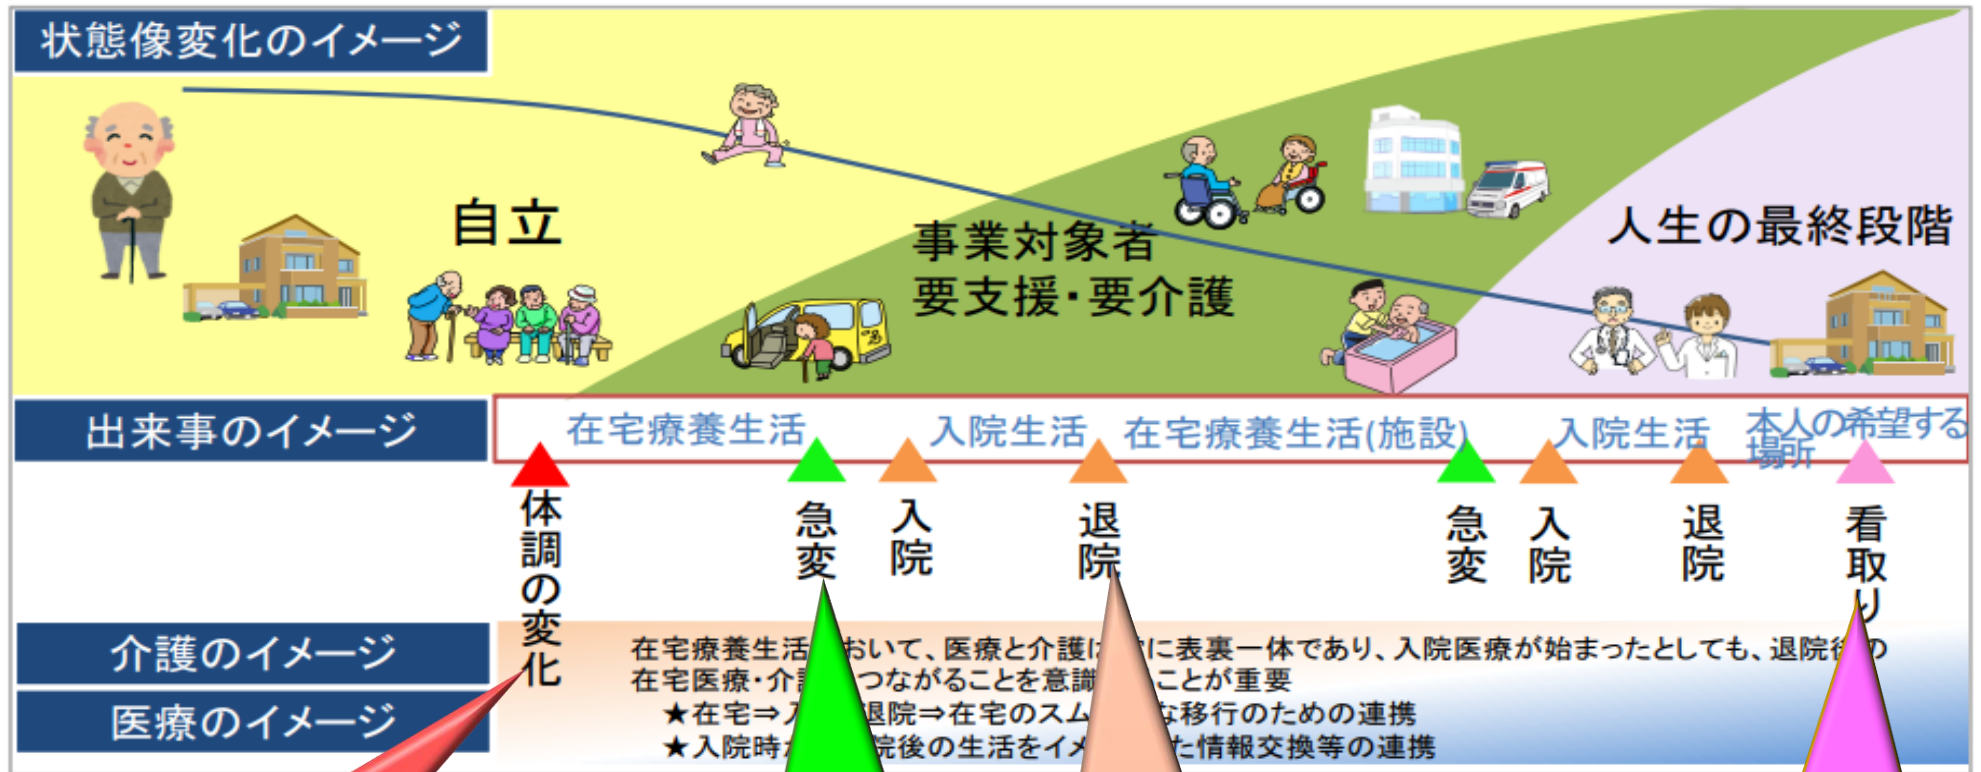 状態像変化のイメージ
自立
事業対象者
要支援・要介護
人生の最終段階
出来事のイメージ
在宅療養生活
入院生活
在宅療養生活(施設)
入院生活
本人の希望する
場所
体調の変化
急変
入院
退院
急変
入院
退院
看取り
介護のイメージ
医療のイメージ
在宅療養生活 おいて、医療と介護は に表裏一体であり、入院医療が始まったとしても、退院後の
在宅医療・介 つながることを意識 ことが重要
★在宅⇒入 退院⇒在宅のスム な移行のための連携
★入院時 院後の生活をイメ た情報交換等の連携